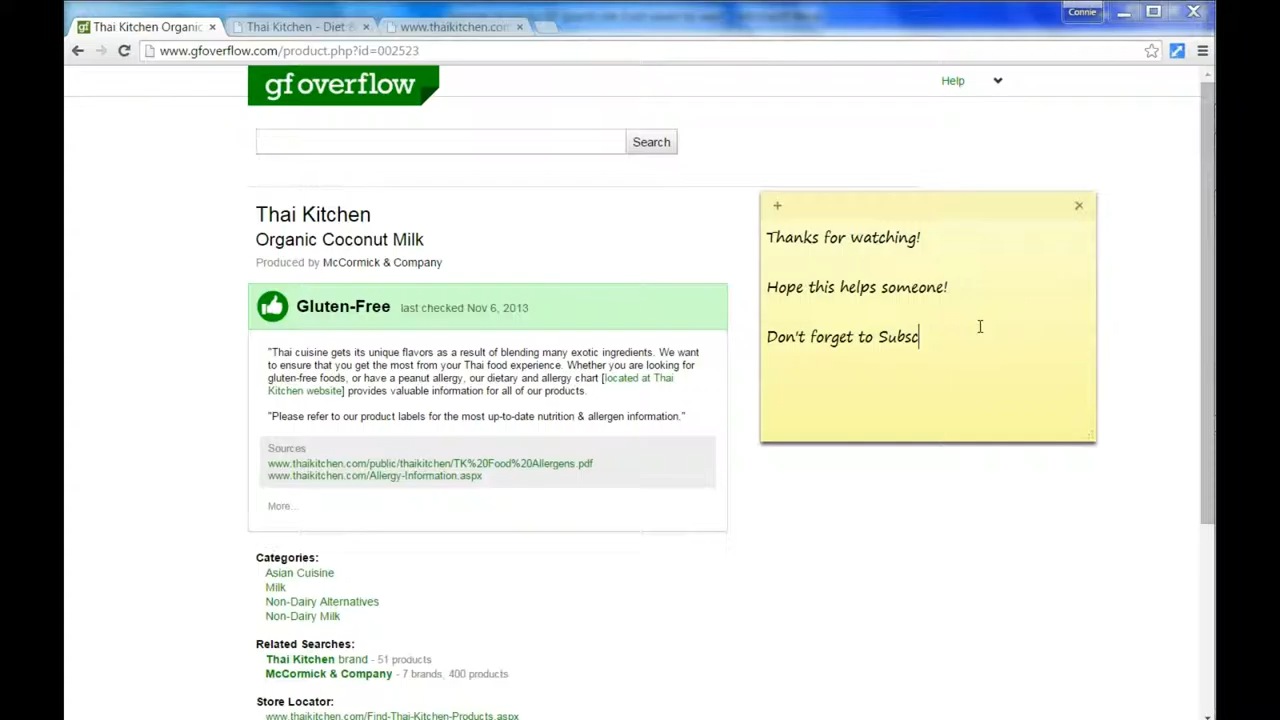 Connie
Thai Kitchen Organic
Thai Kitchen - Diet &
www.thaikitchen.com
www.gfoverflow.com/product.php?id=002523
gf overflow
Help
Search
Thai Kitchen
Organic Coconut Milk
Produced by McCormick & Company
Gluten-Free last checked Nov 6, 2013
"Thai cuisine gets its unique flavors as a result of blending many exotic ingredients. We want
to ensure that you get the most from your Thai food experience. Whether you are looking for
gluten-free foods, or have a peanut allergy, our dietary and allergy chart [located at Thai
Kitchen website] provides valuable information for all of our products.
"Please refer to our product labels for the most up-to-date nutrition & allergen information."
Sources
www.thaikitchen.com/public/thaikitchen/TK%20Food%20Allergens.pdf
www.thaikitchen.com/Allergy-Information.aspx
More...
Categories:
Asian Cuisine
Milk
Non-Dairy Alternatives
Non-Dairy Milk
Related Searches:
Thai Kitchen brand - 51 products
McCormick & Company - 7 brands, 400 products
Store Locator:
www.thaikitchen.com/Find-Thai-Kitchen-Products.aspx
Thanks for watching!
Hope this helps someone!
Don't forget to Subsc